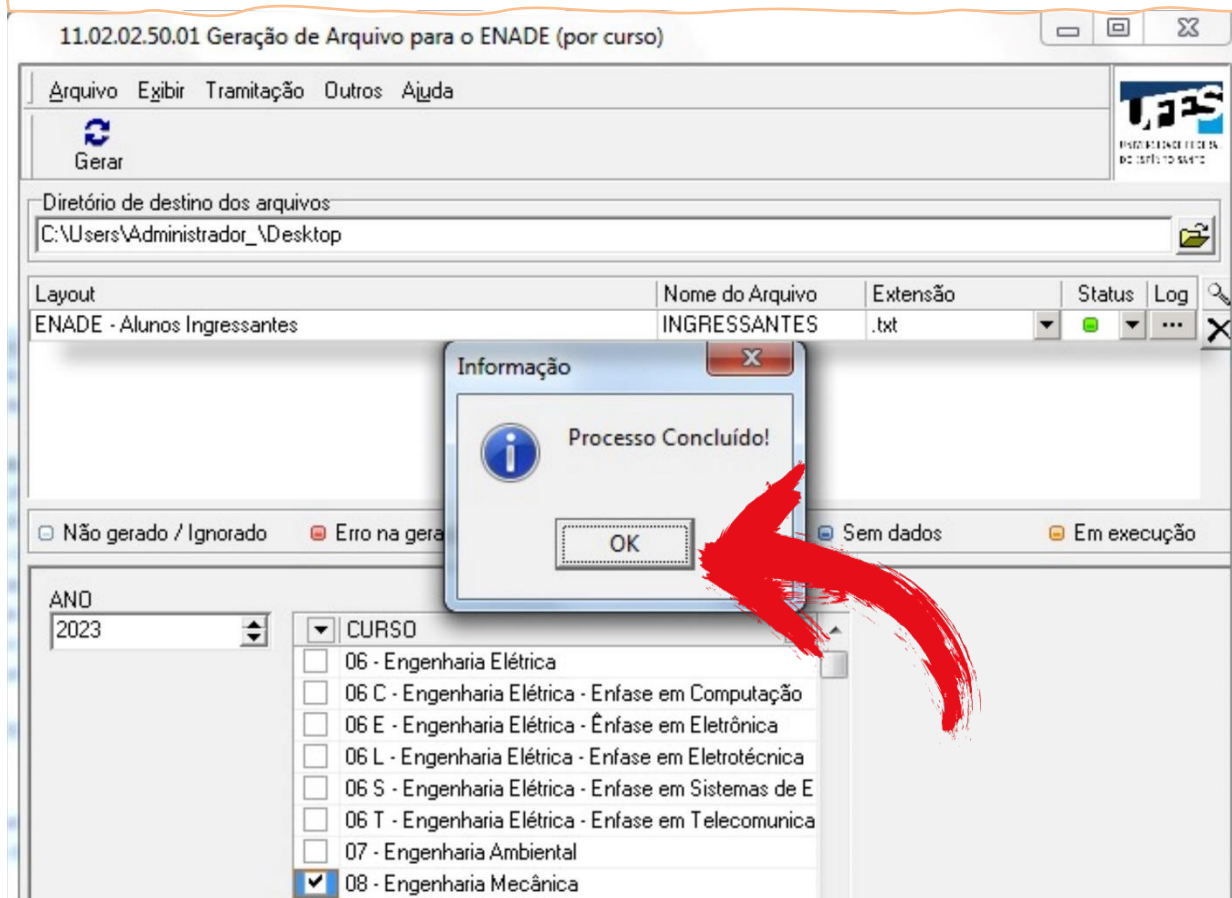 11.02.02.50.01 Geração de Arquivo para o ENADE (por curso)
Arquivo Exibir Tramitação Outros Ajuda
UFES
Gerar
Diretório de destino dos arquivos
C:\Users\Administrador_\Desktop
Layout Nome do Arquivo Extensão Status Log
ENADE - Alunos Ingressantes INGRESSANTES .txt ...
Informação
Processo Concluído!
OK
Não gerado / Ignorado Erro na Sem dados Em execução
ANO
2023
CURSO
06 - Engenharia Elétrica
06 C - Engenharia Elétrica - Enfase em Computação
06 E - Engenharia Elétrica - Ênfase em Eletrônica
06 L - Engenharia Elétrica - Enfase em Eletrotécnica
06 S - Engenharia Elétrica - Enfase em Sistemas de E
06 T - Engenharia Elétrica - Enfase em Telecomunica
07 - Engenharia Ambiental
08 - Engenharia Mecânica